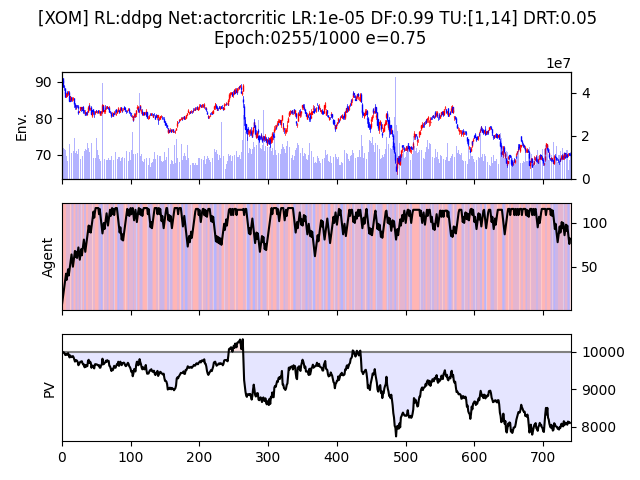 [XOM] RL:ddpg Net:actorcritic LR:1e-05 DF:0.99 TU:[1,14] DRT:0.05
Epoch:0255/1000 e=0.75
1e7
90
80
70
Env.
4
2
0
Agent
100
50
PV
10000
9000
8000
0 100 200 300 400 500 600 700